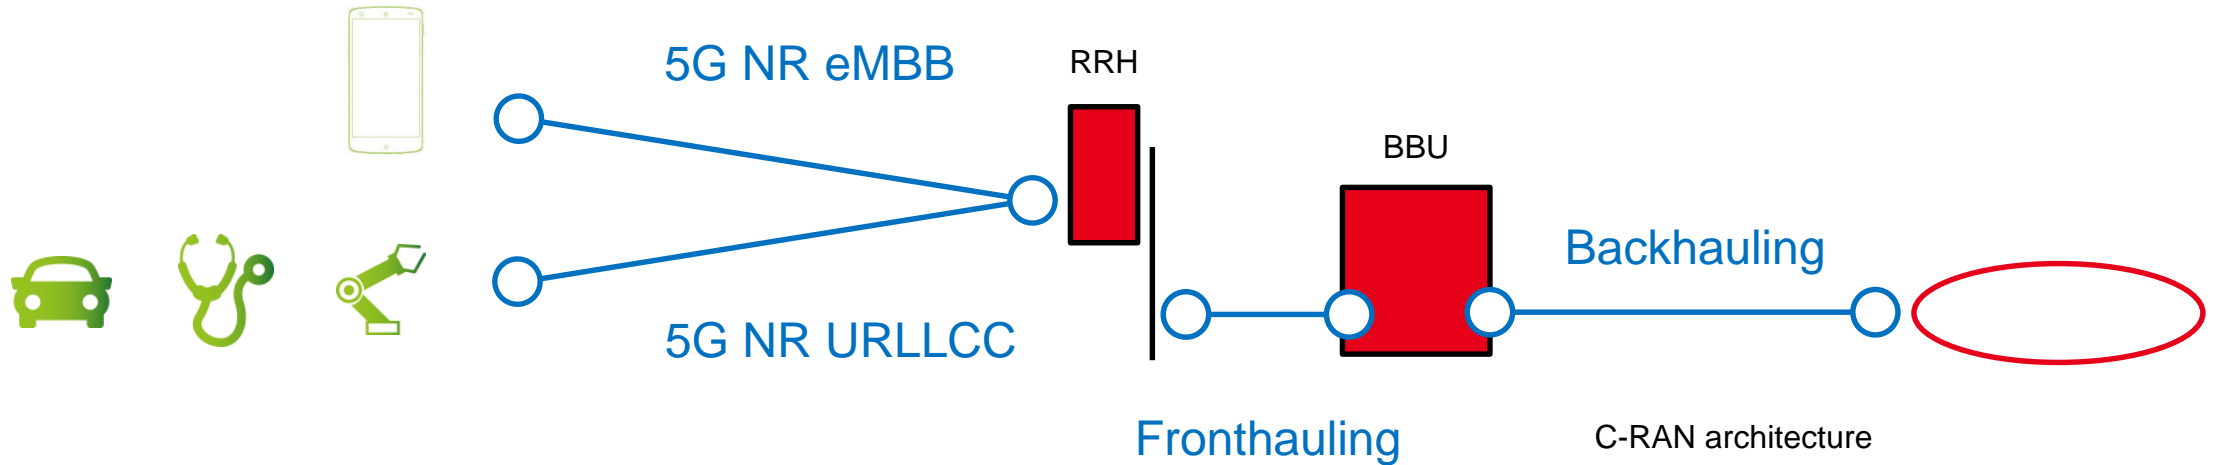 5G NR eMBB
RRH
BBU
Backhauling
5G NR URLLCC
Fronthauling
C-RAN architecture